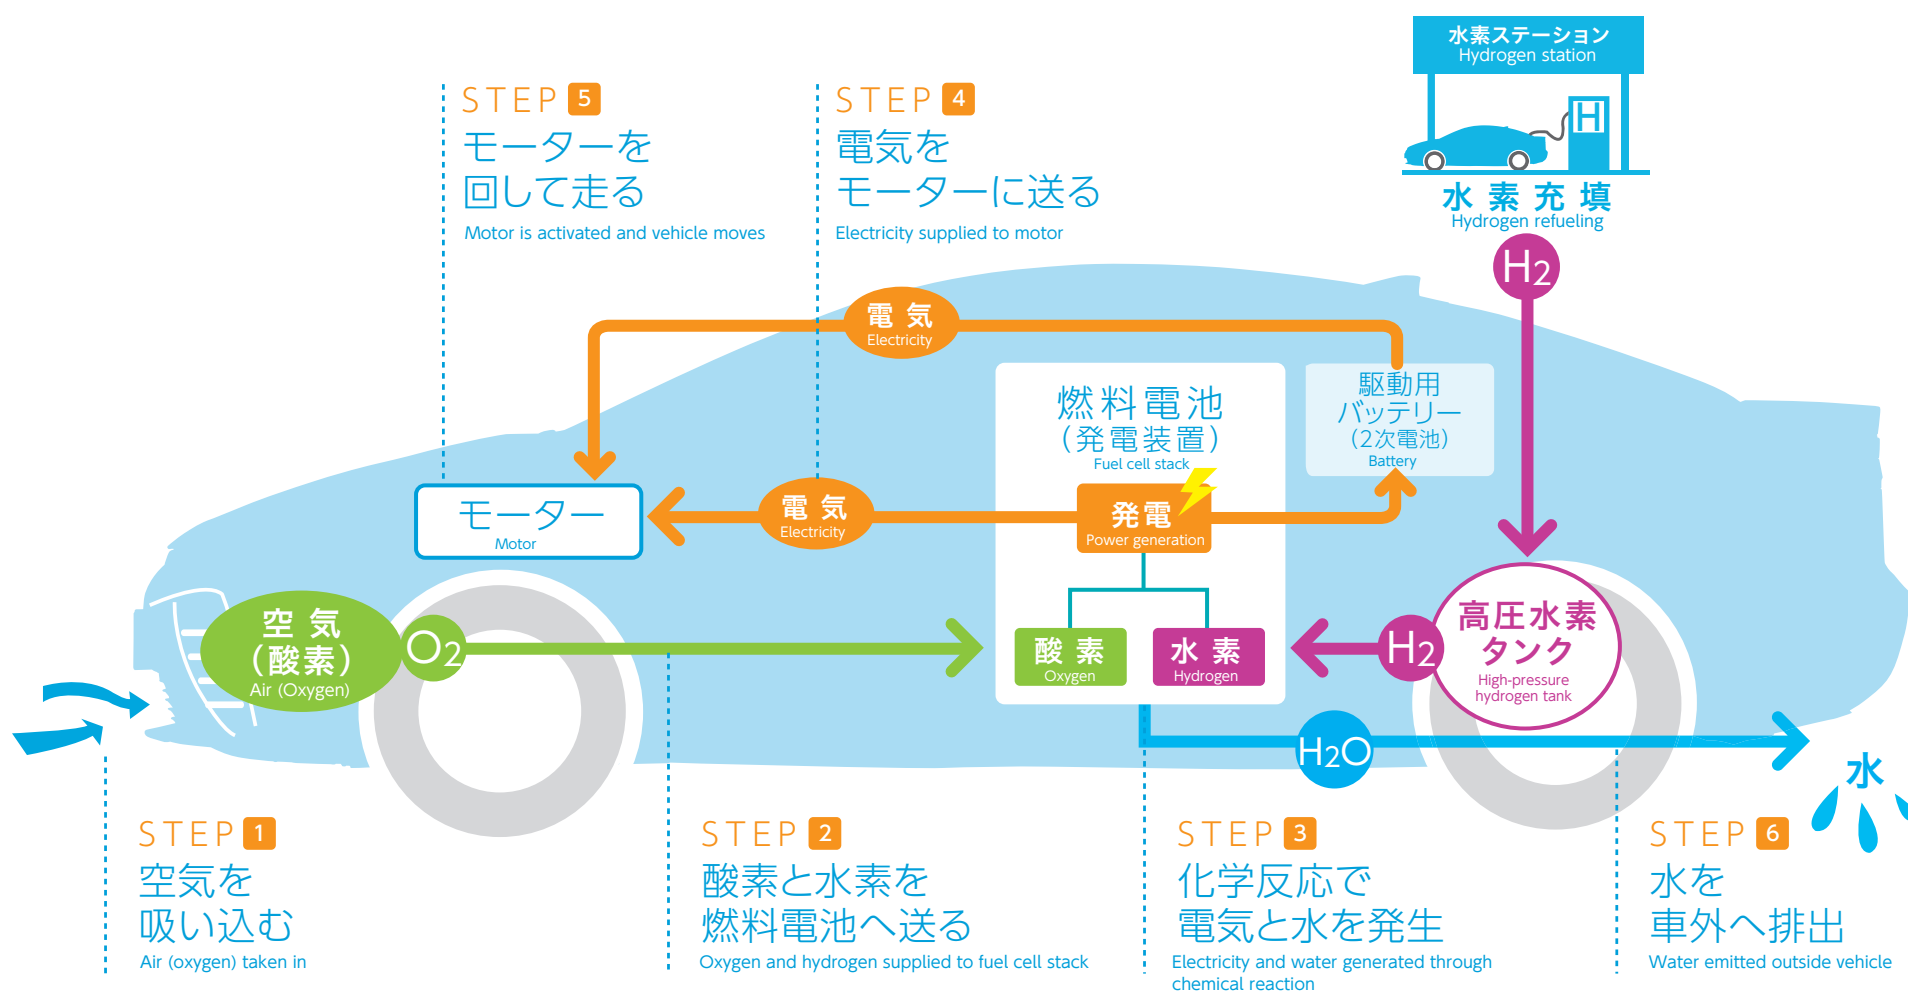 水素ステーション
Hydrogen station
H
水素充填
Hydrogen refueling
H2
STEP 5
モーターを
回して走る
Motor is activated and vehicle moves
STEP 4
電気を
モーターに送る
Electricity supplied to motor
電気
Electricity
燃料電池
(発電装置)
Fuel cell stack
駆動用
バッテリー
(2次電池)
Battery
モーター
Motor
電気
Electricity
発電
Power generation
空気
(酸素)
Air (Oxygen)
O2
酸素
Oxygen
水素
Hydrogen
H2
高圧水素
タンク
High-pressure
hydrogen tank
H2O
水
STEP 1
空気を
吸い込む
Air (oxygen) taken in
STEP 2
酸素と水素を
燃料電池へ送る
Oxygen and hydrogen supplied to fuel cell stack
STEP 3
化学反応で
電気と水を発生
Electricity and water generated through
chemical reaction
STEP 6
水を
車外へ排出
Water emitted outside vehicle